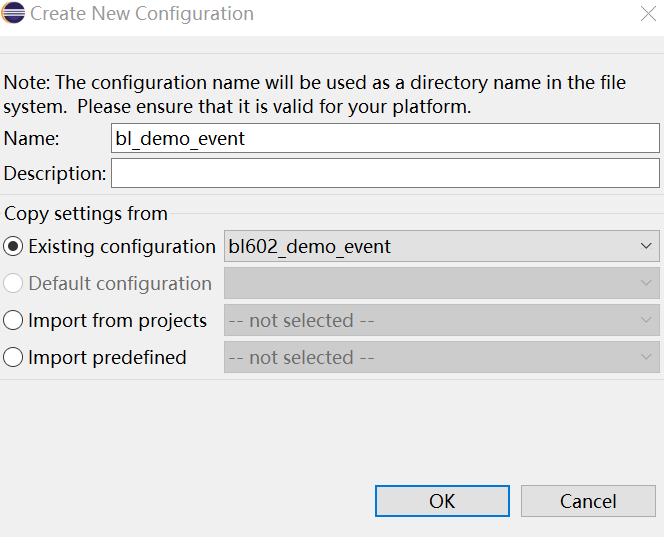 Create New Configuration
Note: The configuration name will be used as a directory name in the file
system.  Please ensure that it is valid for your platform.
Name: bl_demo_event
Description:
Copy settings from
Existing configuration bl602_demo_event
Default configuration
Import from projects -- not selected --
Import predefined -- not selected --
OK Cancel